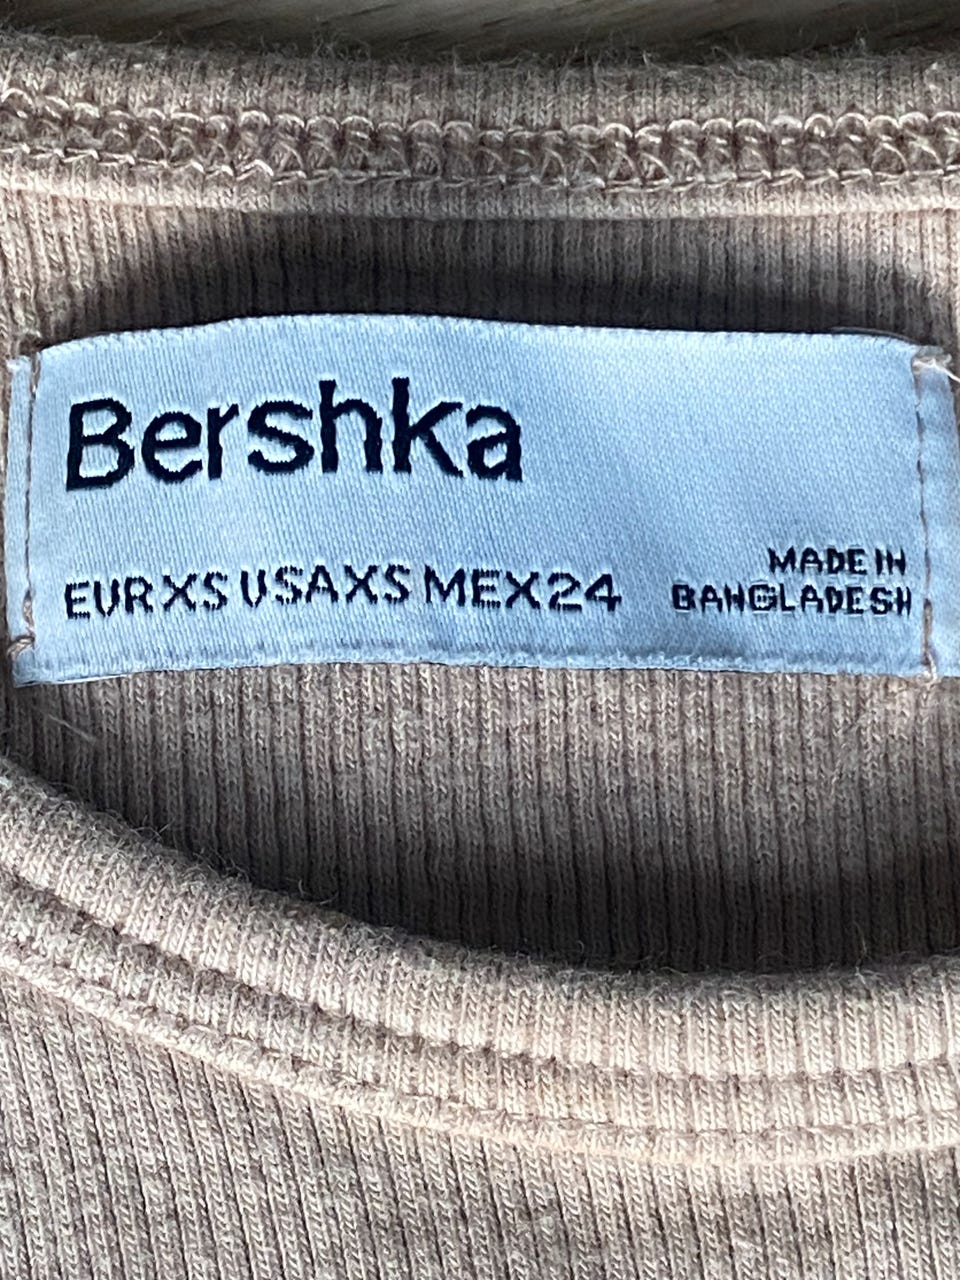 Bershka
EUR XS USA XS MEX 24
MADE IN
BANGLADESH